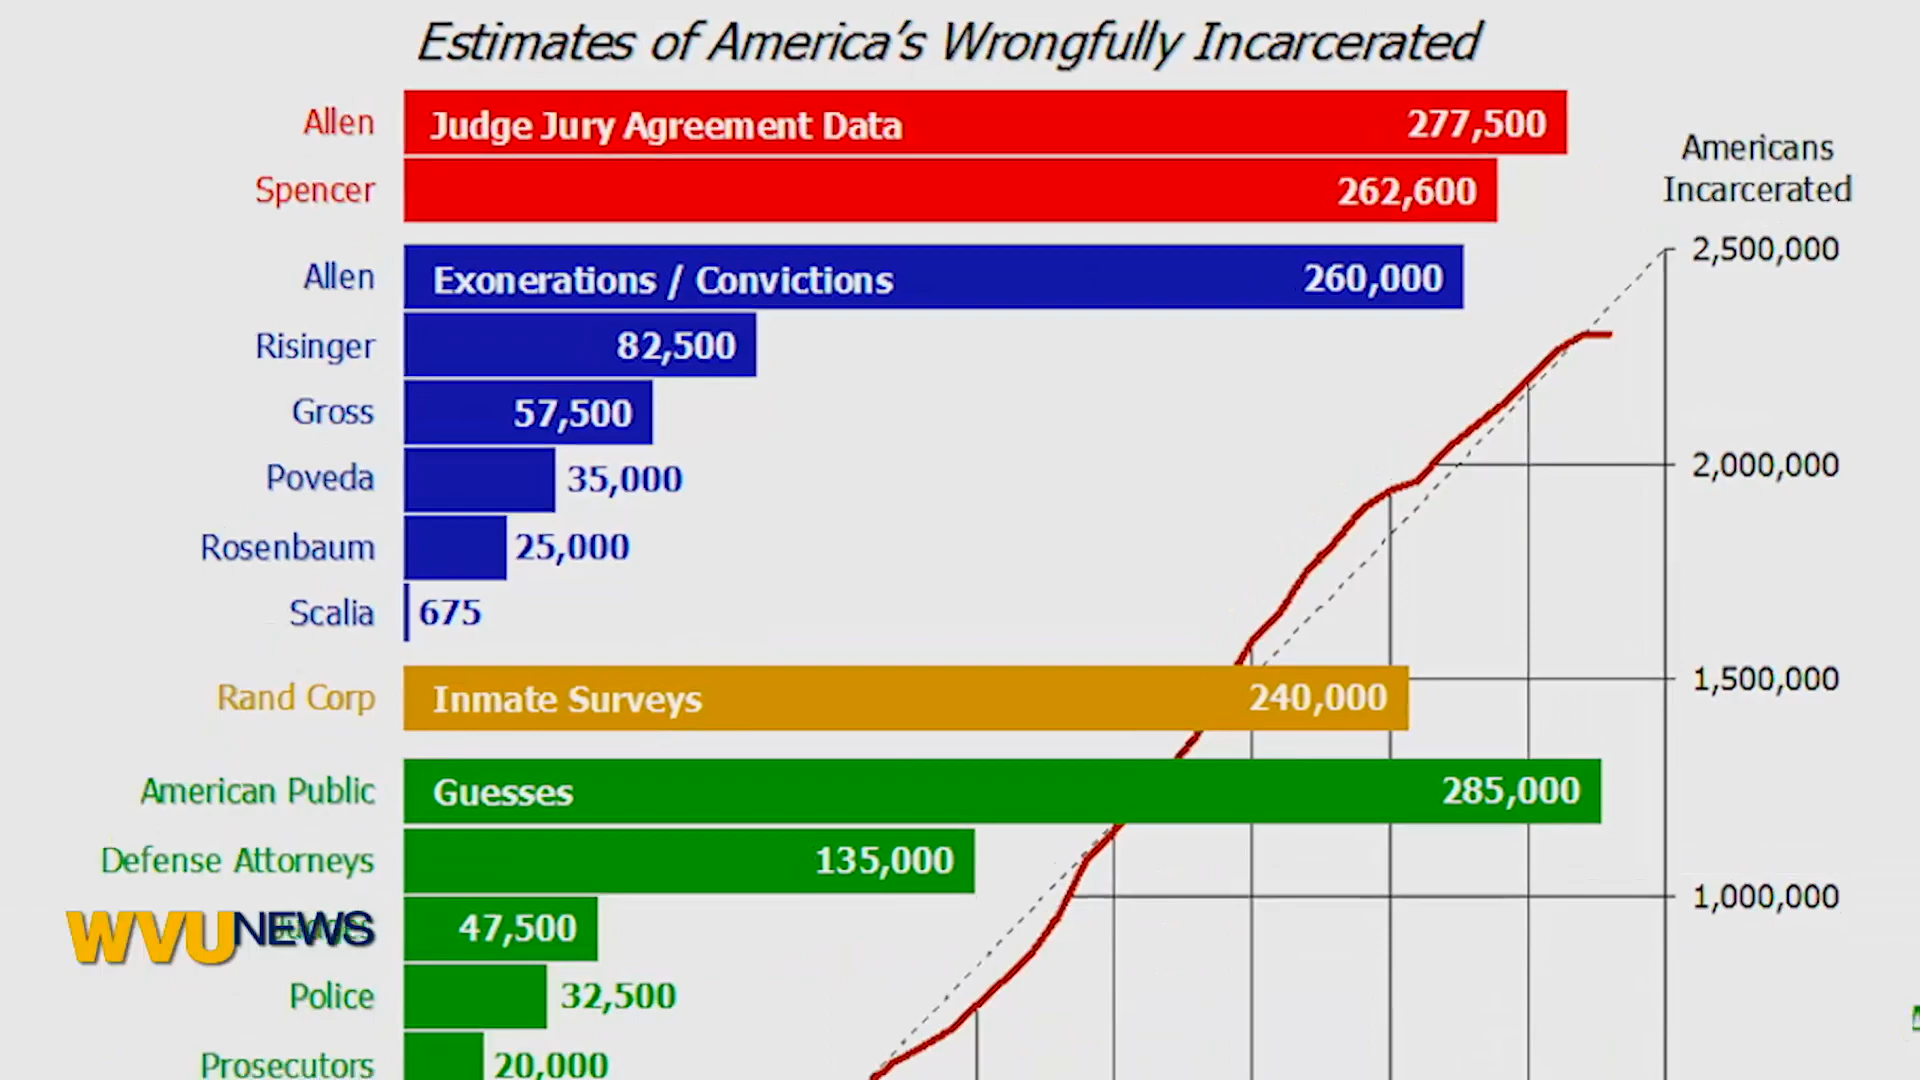 Estimates of America's Wrongfully Incarcerated
Allen
Judge Jury Agreement Data
277,500
Spencer
262,600
Allen
Exonerations / Convictions
260,000
Risinger
82,500
Gross
57,500
Poveda
35,000
Rosenbaum
25,000
Scalia
675
Rand Corp
Inmate Surveys
240,000
American Public
Guesses
285,000
Defense Attorneys
135,000
47,500
Police
32,500
Prosecutors
20,000
Americans
Incarcerated
2,500,000
2,000,000
1,500,000
1,000,000
WVUNEWS